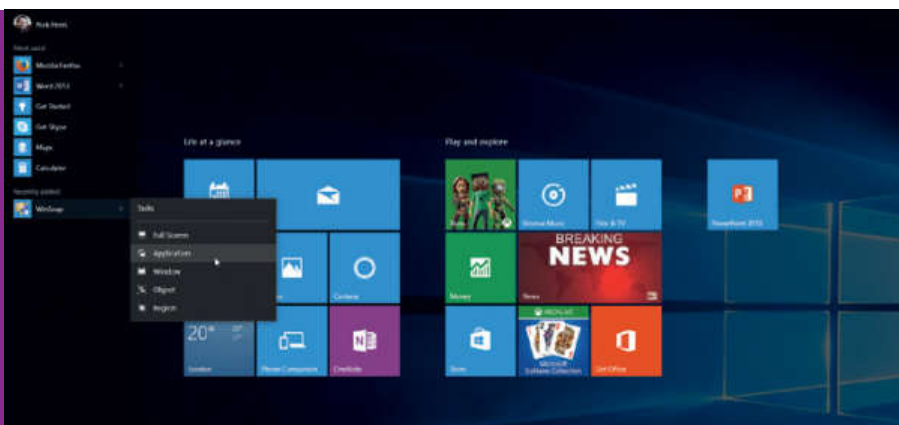 Most used
Mozilla Firefox
Word 2013
Get Started
Get Skype
Maps
Calculator
Recently added
WinSnap
Tasks
Full Screen
Application
Window
Object
Region
Life at a glance
Cortana
20°
London
Phone Companion
OneNote
Play and explore
Groove Music
Film & TV
Money
BREAKING
NEWS
News
Store
Microsoft
Solitaire Collection
Get Office
PowerPoint 2013